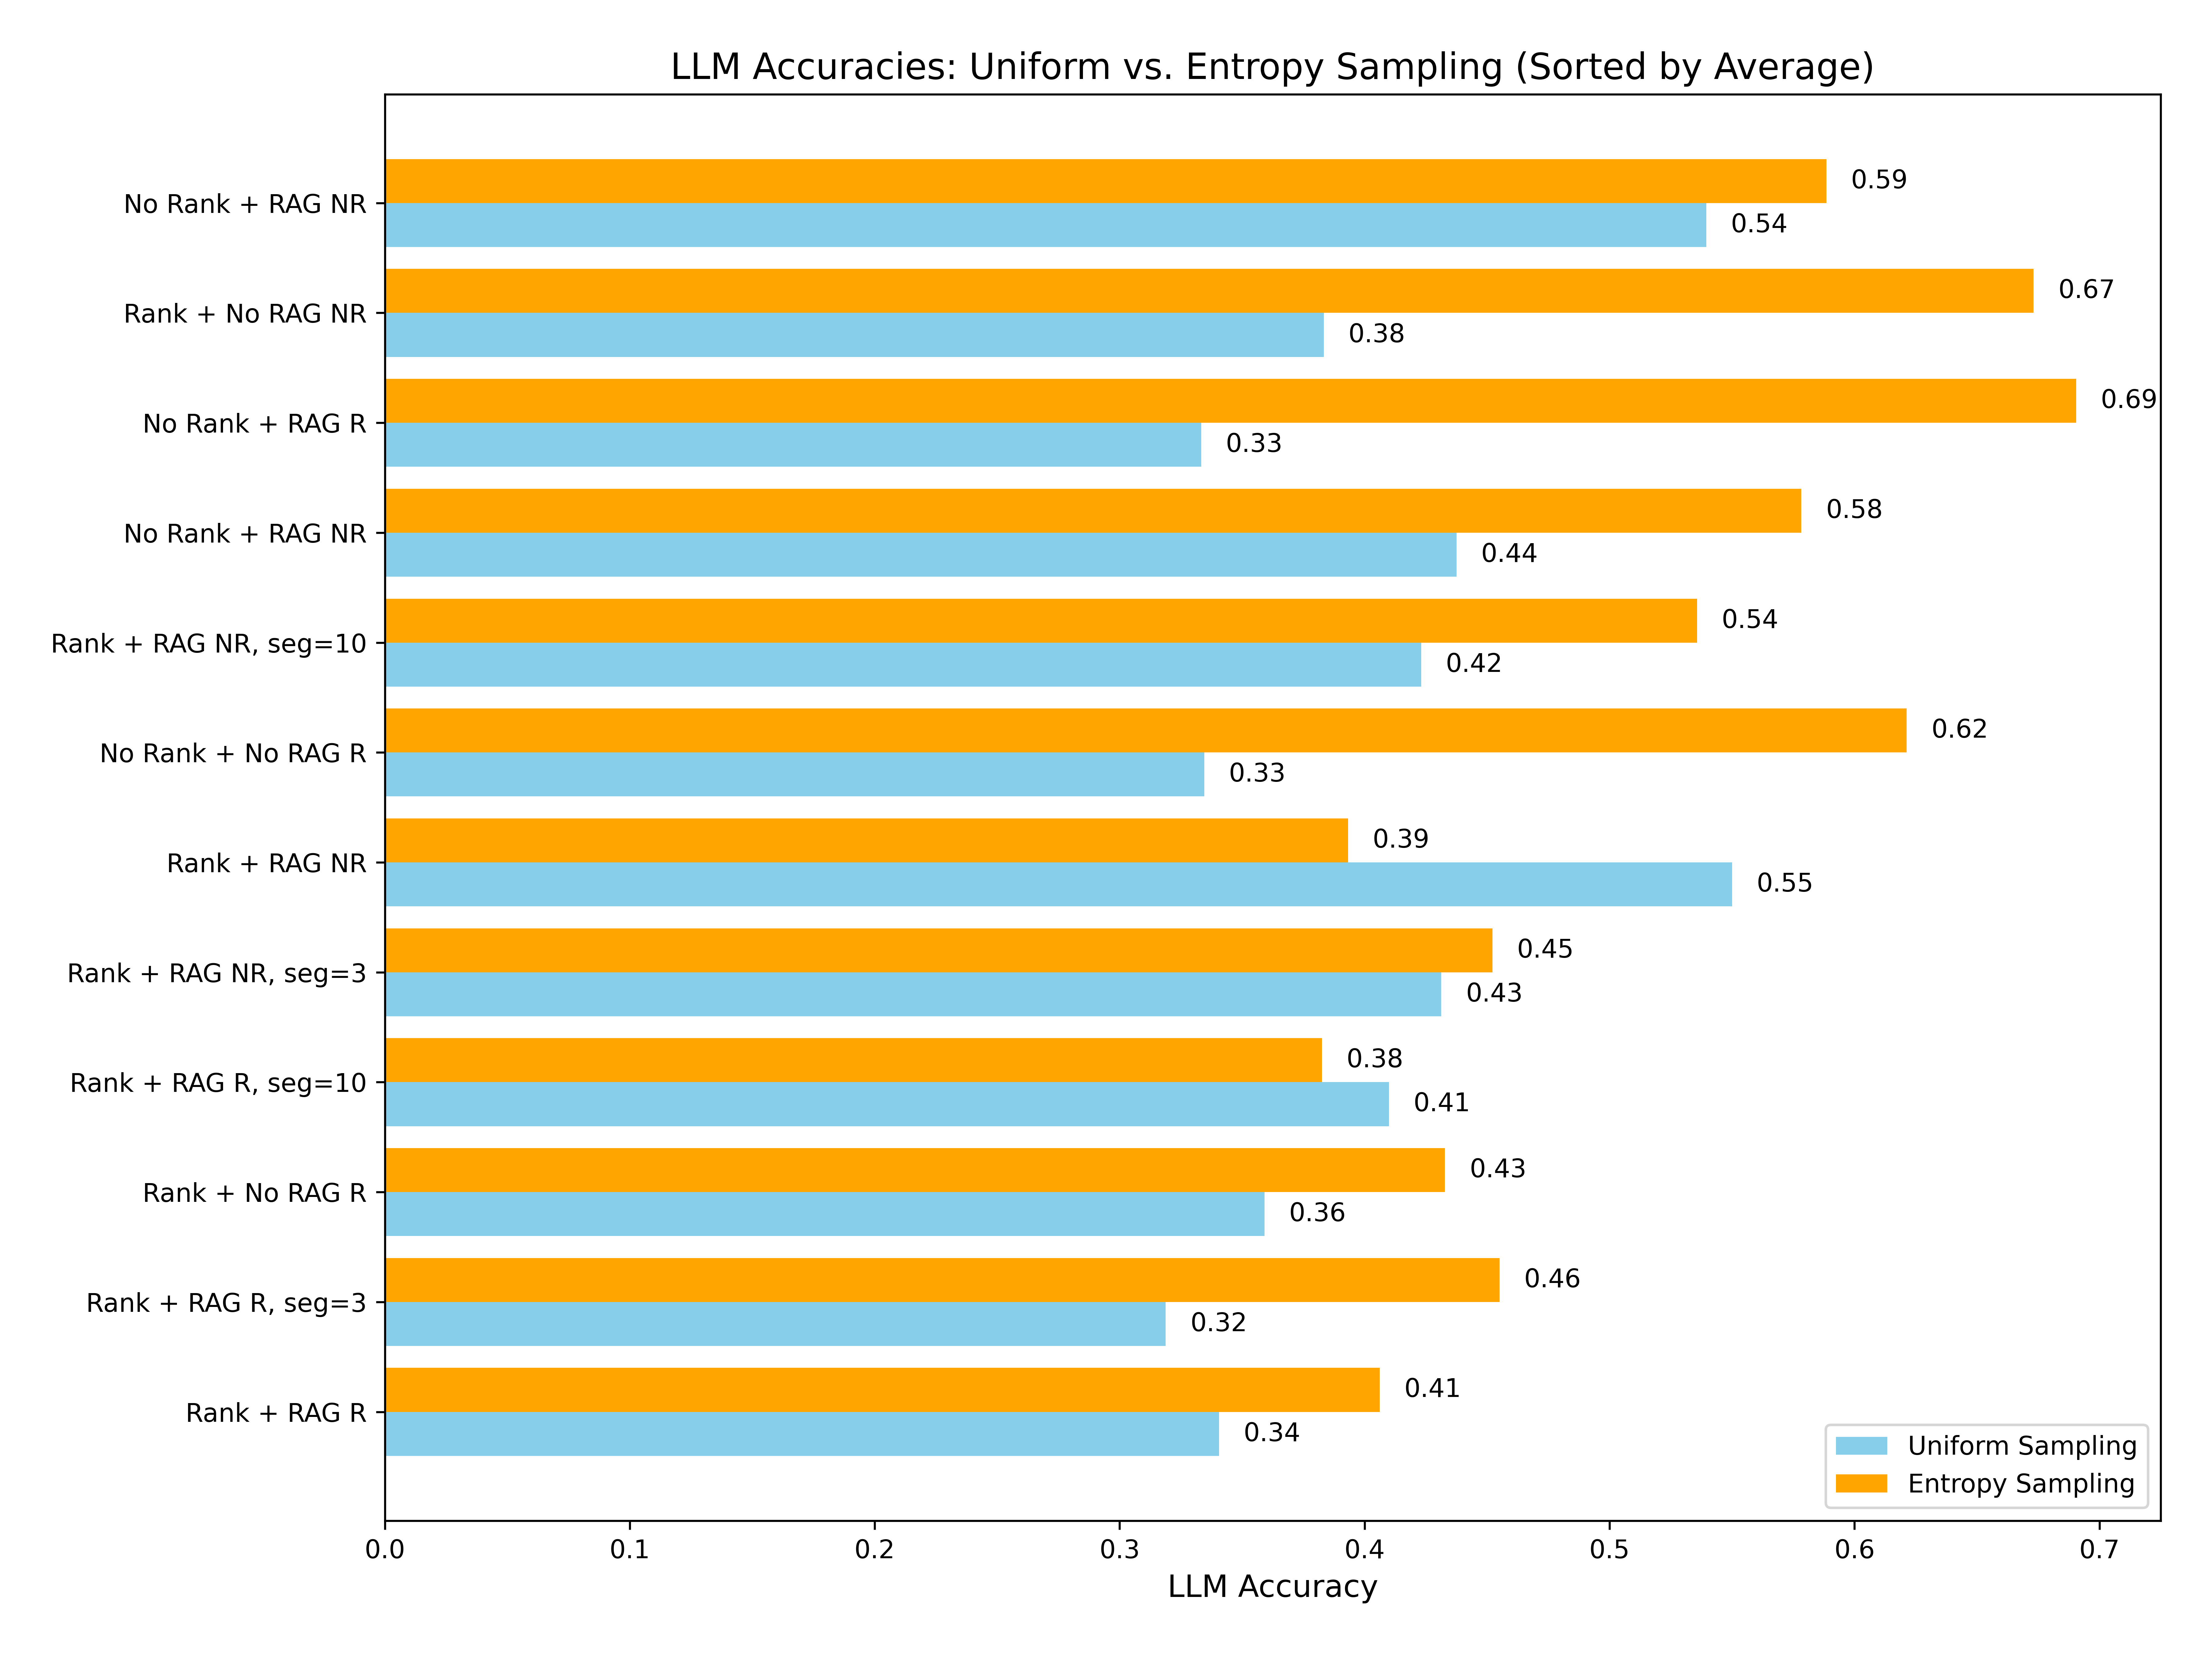 LLM Accuracies: Uniform vs. Entropy Sampling (Sorted by Average)
No Rank + RAG NR
0.59
0.54
Rank + No RAG NR
0.67
0.38
No Rank + RAG R
0.69
0.33
No Rank + RAG NR
0.58
0.44
Rank + RAG NR, seg=10
0.54
0.42
No Rank + No RAG R
0.62
0.33
Rank + RAG NR
0.39
0.55
Rank + RAG NR, seg=3
0.45
0.43
Rank + RAG R, seg=10
0.38
0.41
Rank + No RAG R
0.43
0.36
Rank + RAG R, seg=3
0.46
0.32
Rank + RAG R
0.41
0.34
Uniform Sampling
Entropy Sampling
0.0 0.1 0.2 0.3 0.4 0.5 0.6 0.7
LLM Accuracy